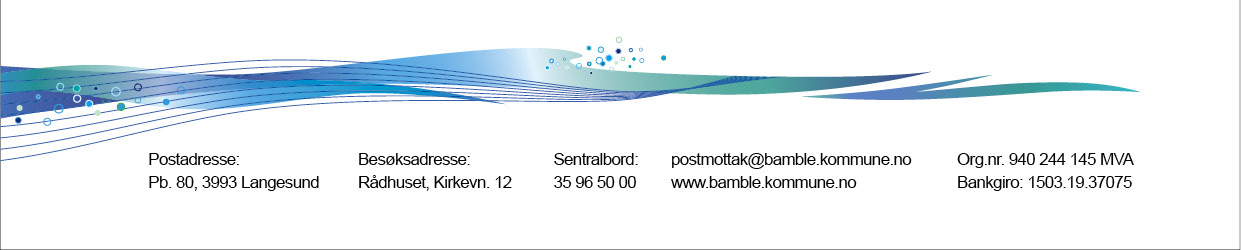 Postadresse:
Pb. 80, 3993 Langesund
Besøksadresse:
Rådhuset, Kirkevn. 12
Sentralbord:
35 96 50 00
postmottak@bamble.kommune.no
www.bamble.kommune.no
Org.nr. 940 244 145 MVA
Bankgiro: 1503.19.37075